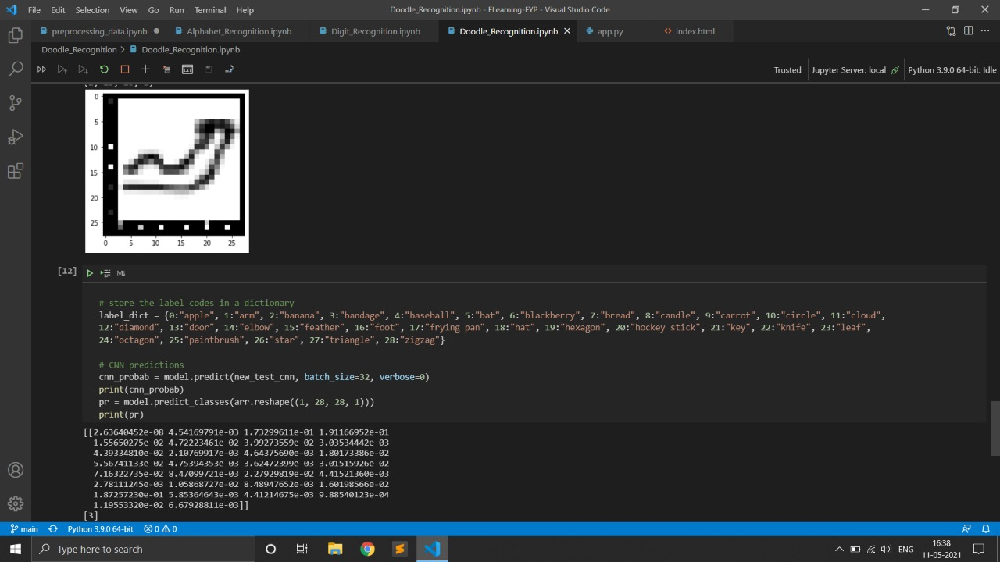 File Edit Selection View Go Run Terminal Help Doodle_Recognition.ipynb - ELearning-FYP - Visual Studio Code
preprocessing_data.ipynb Alphabet_Recognition.ipynb Digit_Recognition.ipynb Doodle_Recognition.ipynb app.py <> index.html
Doodle_Recognition > Doodle_Recognition.ipynb
Trusted Jupyter Server: local Python 3.9.0 64-bit: Idle
0
5
10
15
20
25
0 5 10 15 20 25
[12] M↓
# store the label codes in a dictionary
label_dict = {0:"apple", 1:"arm", 2:"banana", 3:"bandage", 4:"baseball", 5:"bat", 6:"blackberry", 7:"bread", 8:"candle", 9:"carrot", 10:"circle", 11:"cloud",
12:"diamond", 13:"door", 14:"elbow", 15:"feather", 16:"foot", 17:"frying pan", 18:"hat", 19:"hexagon", 20:"hockey stick", 21:"key", 22:"knife", 23:"leaf",
24:"octagon", 25:"paintbrush", 26:"star", 27:"triangle", 28:"zigzag"}
# CNN predictions
cnn_probab = model.predict(new_test_cnn, batch_size=32, verbose=0)
print(cnn_probab)
pr = model.predict_classes(arr.reshape((1, 28, 28, 1)))
print(pr)
[[2.63640452e-08 4.54169791e-03 1.73299611e-01 1.91166952e-01
1.55650275e-02 4.72223461e-02 3.99273559e-02 3.03534442e-03
4.39334810e-02 2.10769917e-03 4.64375690e-03 1.80173386e-02
5.56741133e-02 4.75394353e-03 3.62472399e-03 3.01515926e-02
7.16322735e-02 8.47099721e-03 2.27929819e-02 4.41521360e-03
2.78111245e-03 1.05868727e-02 8.48947652e-03 1.60198566e-02
1.87257230e-01 5.85364643e-03 4.41214675e-03 9.88540123e-04
1.19553320e-02 6.67928811e-03]]
[3]
main Python 3.9.0 64-bit 0 0
Type here to search ENG 16:38
11-05-2021